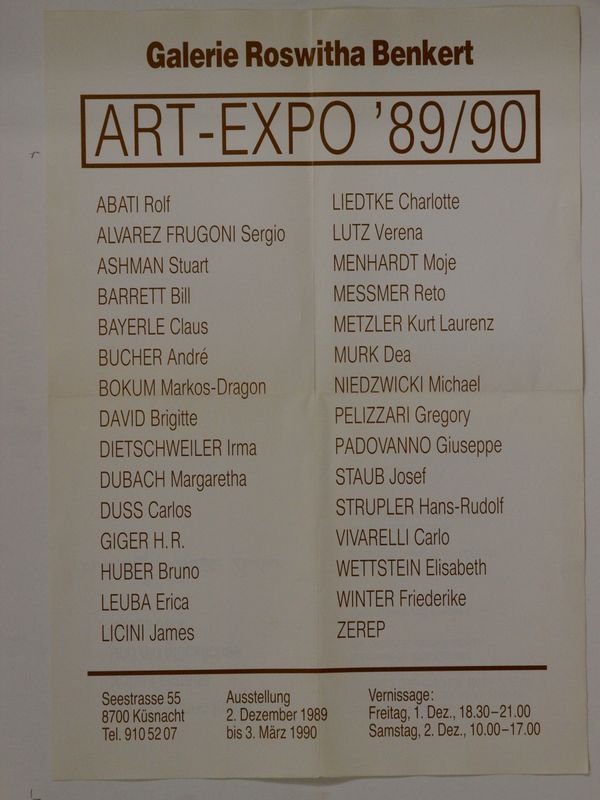 Galerie Roswitha Benkert
ART-EXPO '89/90
ABATI Rolf
ALVAREZ FRUGONI Sergio
ASHMAN Stuart
BARRETT Bill
BAYERLE Claus
BUCHER André
BOKUM Markos-Dragon
DAVID Brigitte
DIETSCHWEILER Irma
DUBACH Margaretha
DUSS Carlos
GIGER H.R.
HUBER Bruno
LEUBA Erica
LICINI James
LIEDTKE Charlotte
LUTZ Verena
MENHARDT Moje
MESSMER Reto
METZLER Kurt Laurenz
MURK Dea
NIEDZWICKI Michael
PELIZZARI Gregory
PADOVANNO Giuseppe
STAUB Josef
STRUPLER Hans-Rudolf
VIVARELLI Carlo
WETTSTEIN Elisabeth
WINTER Friederike
ZEREP
Seestrasse 55
8700 Küsnacht
Tel. 910 52 07
Ausstellung
2. Dezember 1989
bis 3. März 1990
Vernissage:
Freitag, 1. Dez., 18.30–21.00
Samstag, 2. Dez., 10.00–17.00